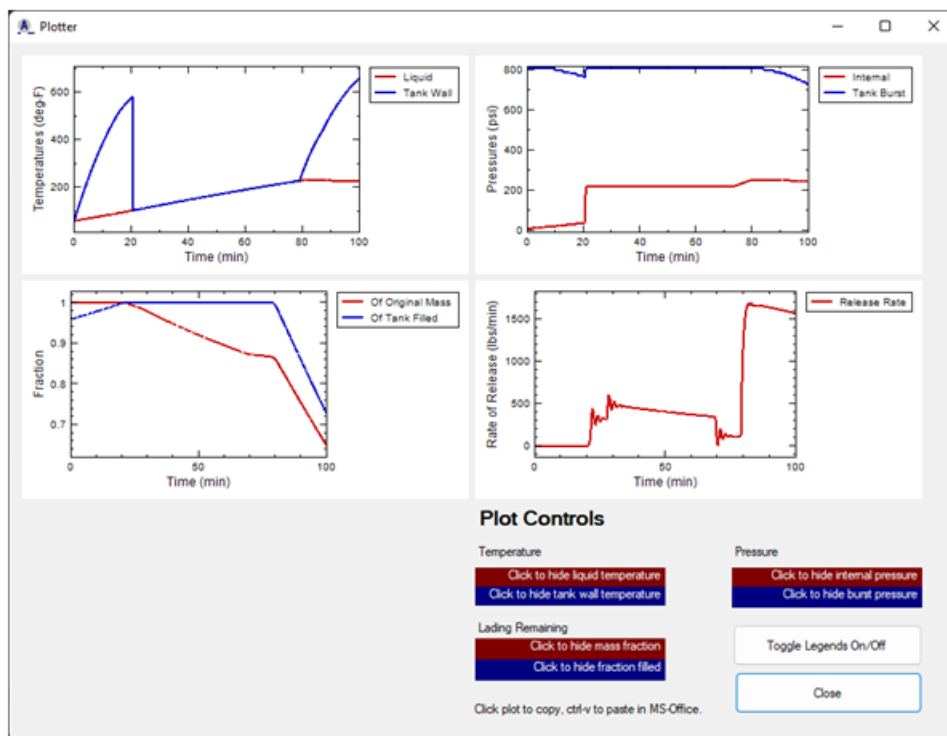 Plotter
Temperatures (deg-F)
600
400
200
0
20
40
60
80
100
Time (min)
Liquid
Tank Wall
Pressures (psi)
800
600
400
200
0
0
20
40
60
80
100
Time (min)
Internal
Tank Burst
Fraction
1
0.9
0.8
0.7
0
50
100
Time (min)
Of Original Mass
Of Tank Filled
Rate of Release (lbs/min)
1500
1000
500
0
0
50
100
Time (min)
Release Rate
Plot Controls
Temperature
Click to hide liquid temperature
Click to hide tank wall temperature
Pressure
Click to hide internal pressure
Click to hide burst pressure
Lading Remaining
Click to hide mass fraction
Click to hide fraction filled
Toggle Legends On/Off
Close
Click plot to copy, ctrl-v to paste in MS-Office.